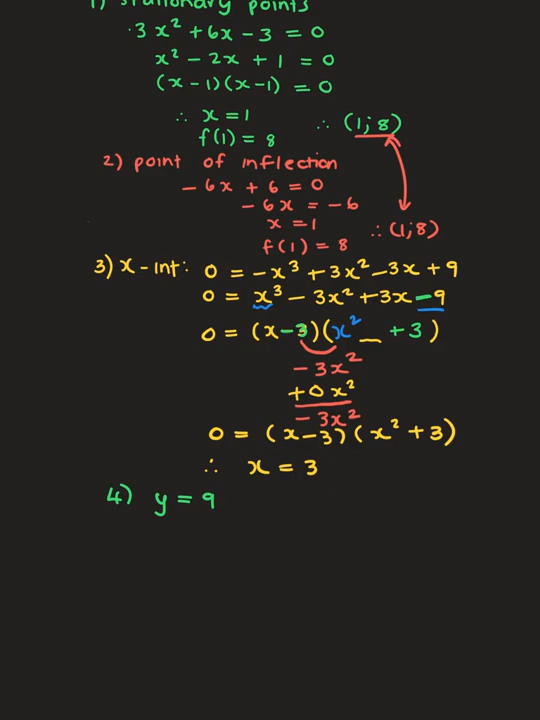 1) stationary points
-3x² + 6x - 3 = 0
x² - 2x + 1 = 0
(x-1)(x-1) = 0
∴ x = 1
f(1) = 8 ∴ (1;8)
2) point of inflection
-6x + 6 = 0
-6x = -6
x = 1
f(1) = 8 ∴ (1;8)
3) x-int: 0 = -x³ + 3x² - 3x + 9
0 = x³ - 3x² + 3x - 9
0 = (x-3)(x² _ + 3)
-3x²
+0x²
-3x²
0 = (x-3)(x² + 3)
∴ x = 3
4) y = 9